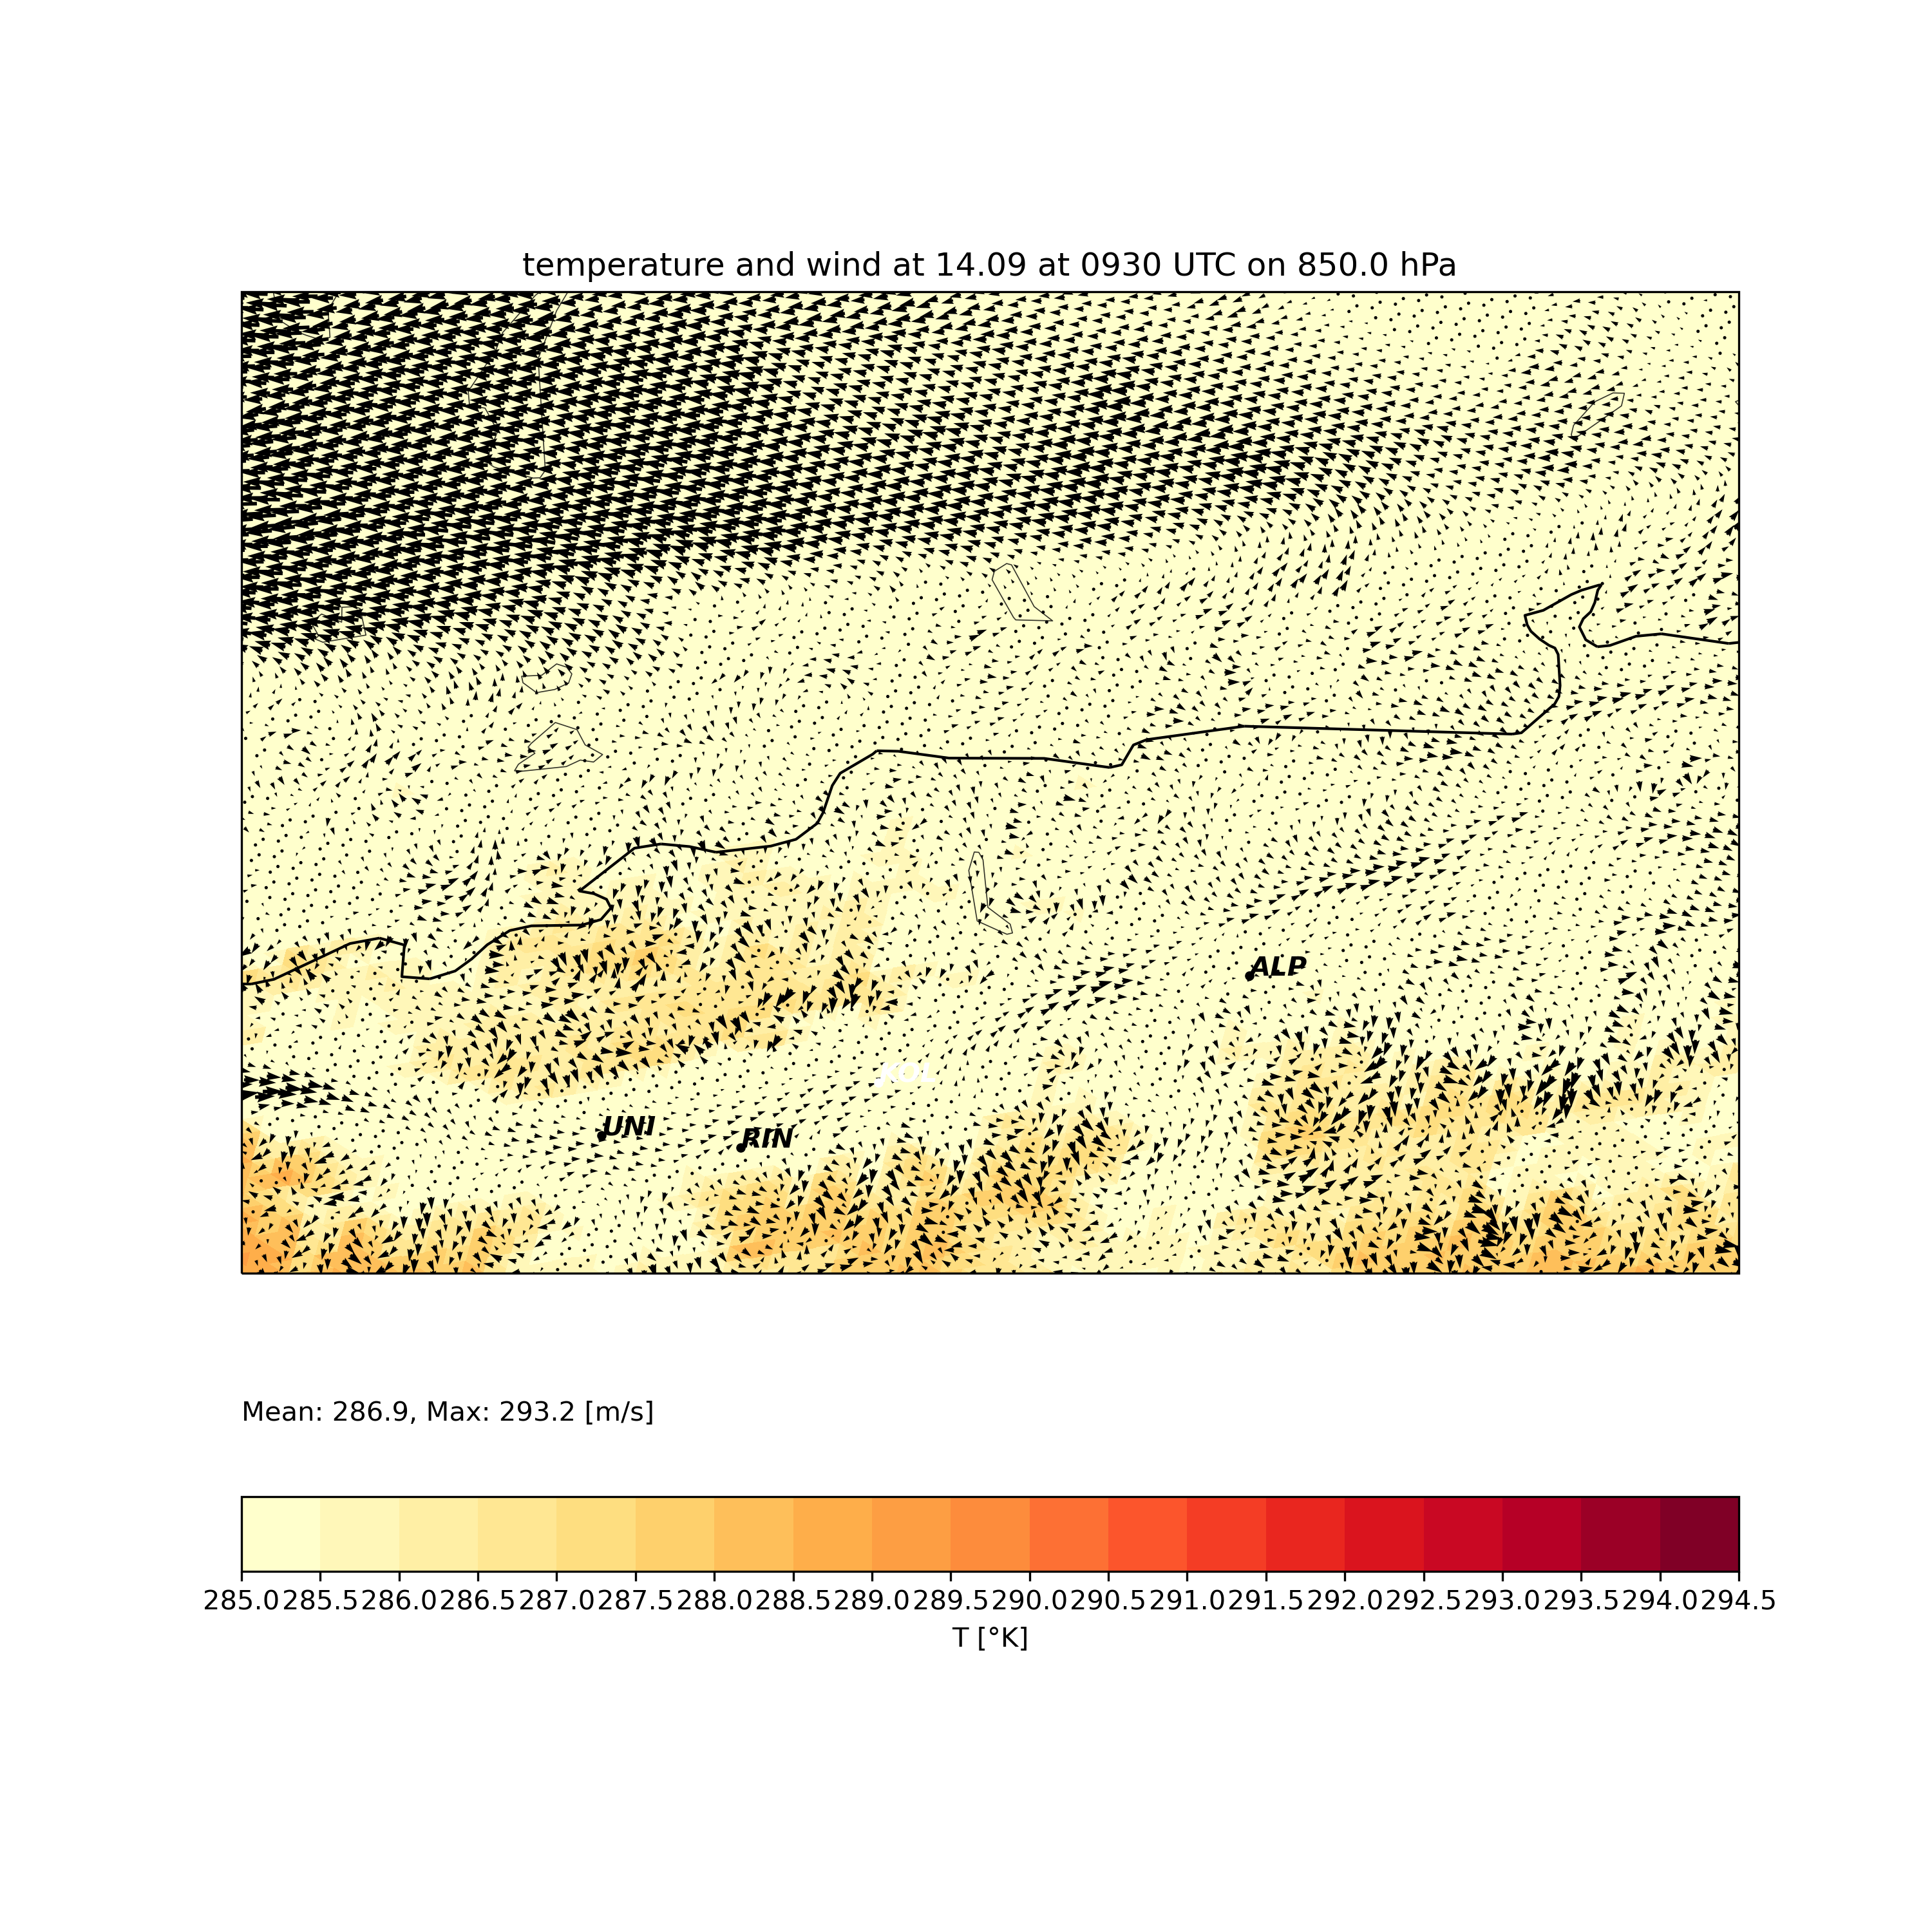 temperature and wind at 14.09 at 0930 UTC on 850.0 hPa
ALP
KOL
UNI
RIN
Mean: 286.9, Max: 293.2 [m/s]
285.0 285.5 286.0 286.5 287.0 287.5 288.0 288.5 289.0 289.5 290.0 290.5 291.0 291.5 292.0 292.5 293.0 293.5 294.0 294.5
T [°K]